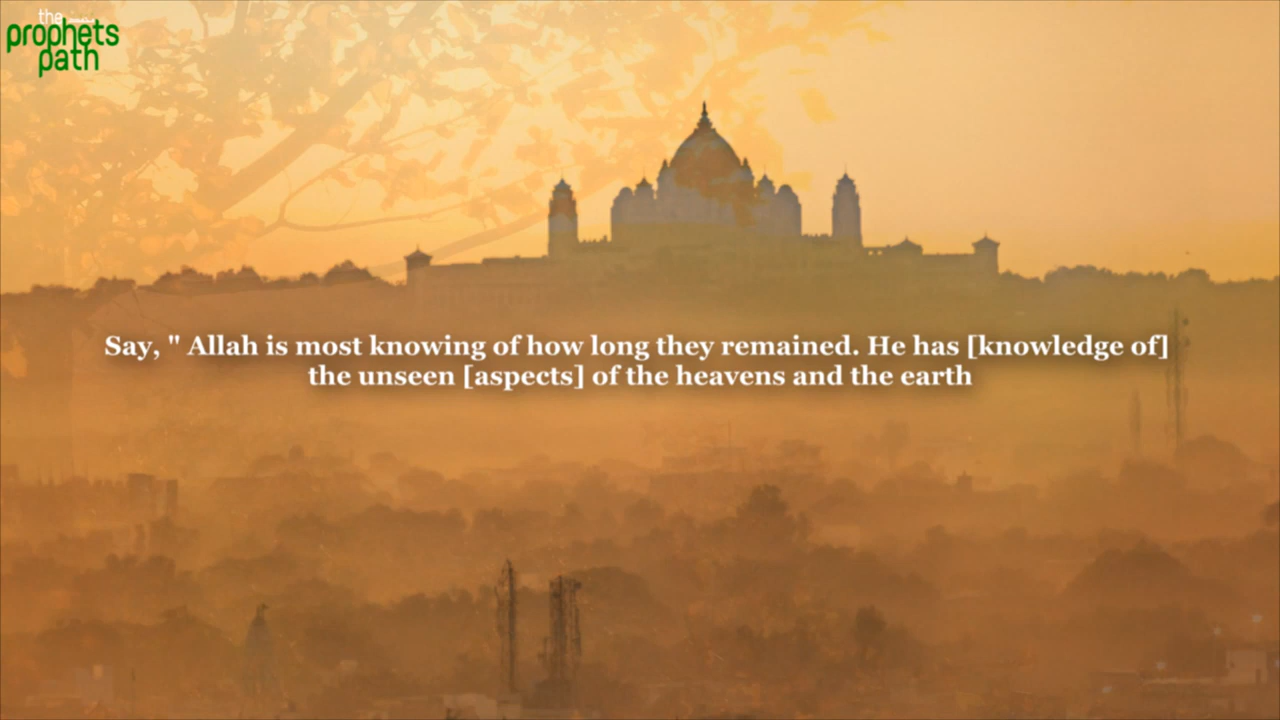 the
prophets
path
Say, " Allah is most knowing of how long they remained. He has [knowledge of]
the unseen [aspects] of the heavens and the earth